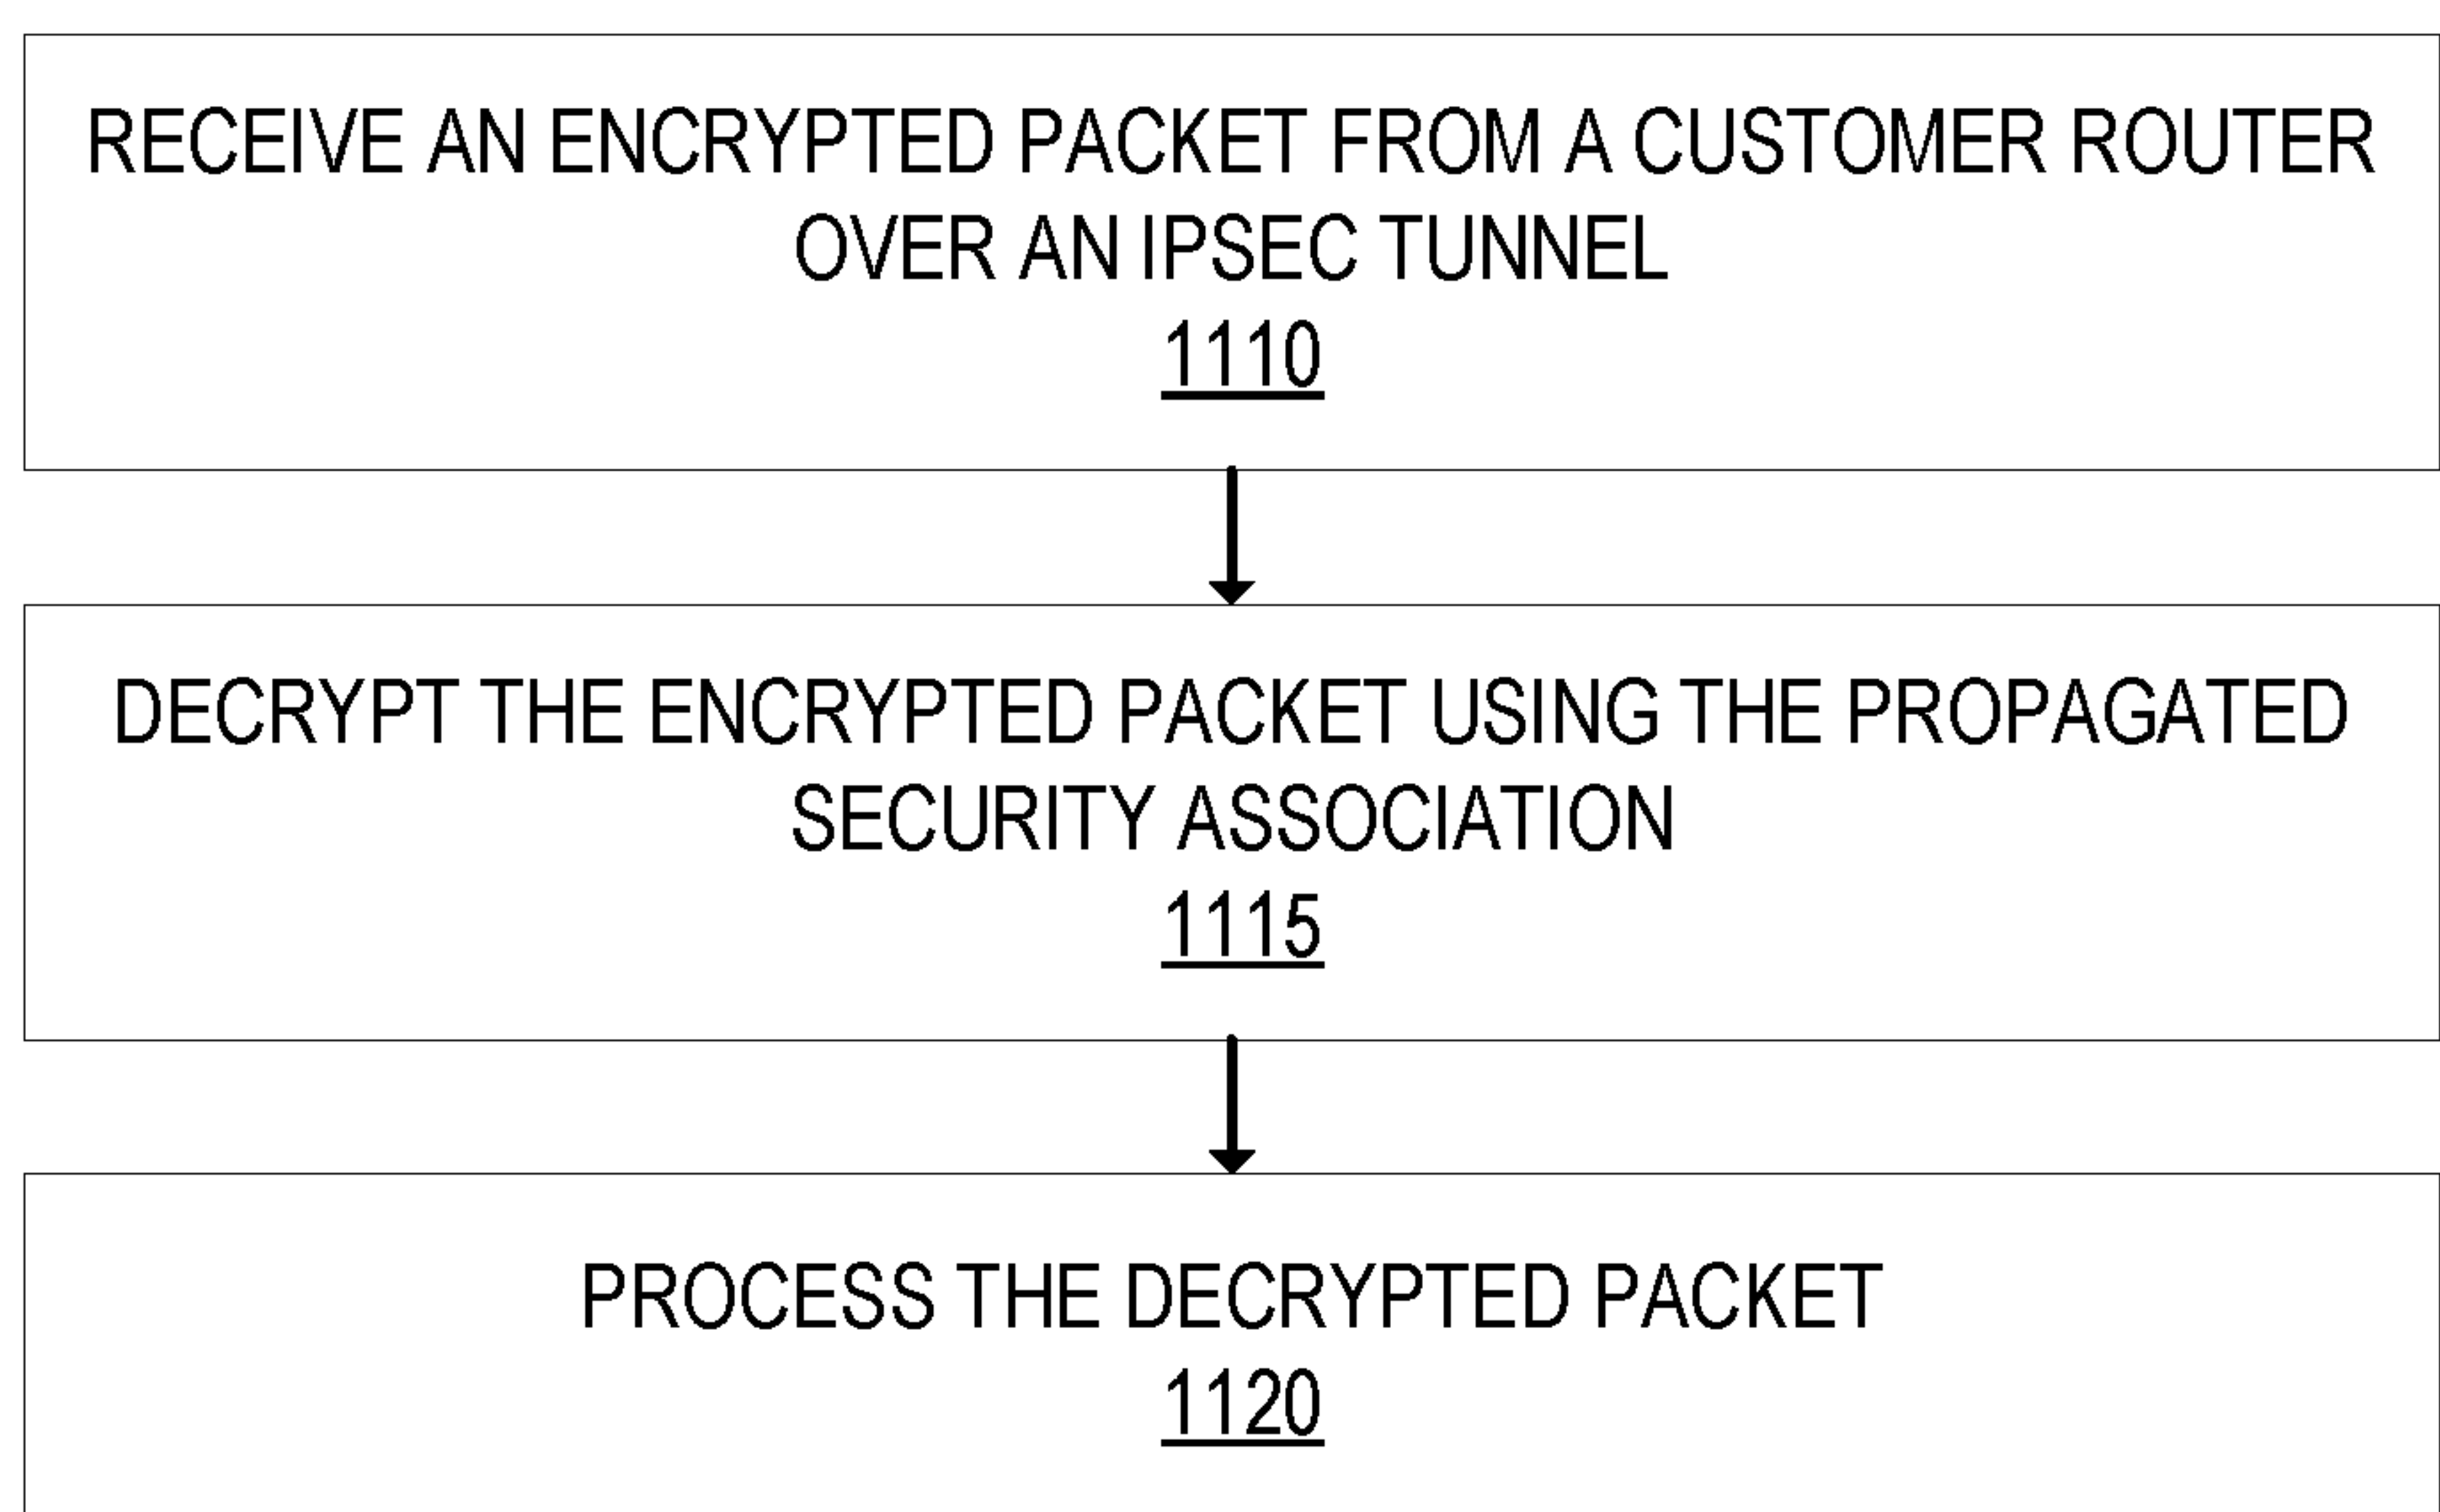 RECEIVE AN ENCRYPTED PACKET FROM A CUSTOMER ROUTER
OVER AN IPSEC TUNNEL
1110
DECRYPT THE ENCRYPTED PACKET USING THE PROPAGATED
SECURITY ASSOCIATION
1115
PROCESS THE DECRYPTED PACKET
1120